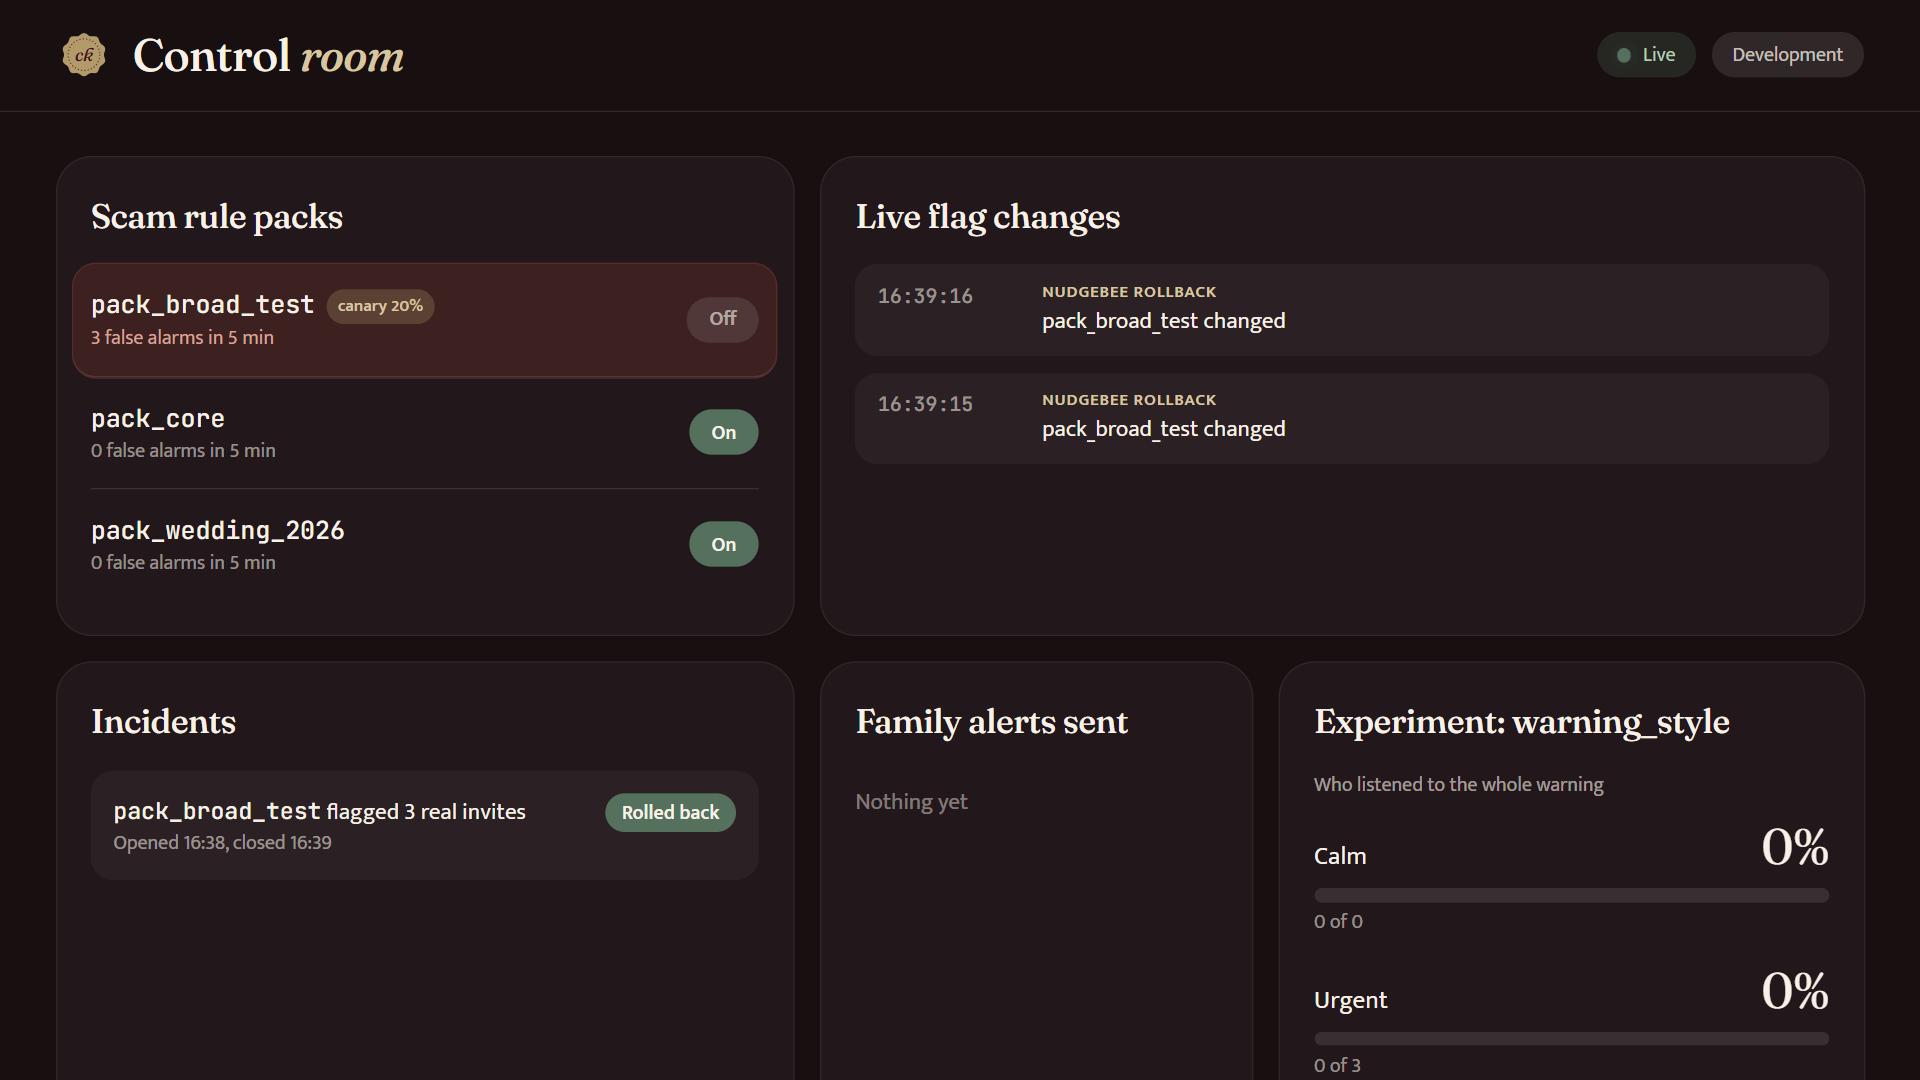 ck
Control room
Live
Development
Scam rule packs
pack_broad_test canary 20%
3 false alarms in 5 min
Off
pack_core
0 false alarms in 5 min
On
pack_wedding_2026
0 false alarms in 5 min
On
Live flag changes
16:39:16
NUDGEBEE ROLLBACK
pack_broad_test changed
16:39:15
NUDGEBEE ROLLBACK
pack_broad_test changed
Incidents
pack_broad_test flagged 3 real invites
Opened 16:38, closed 16:39
Rolled back
Family alerts sent
Nothing yet
Experiment: warning_style
Who listened to the whole warning
Calm
0%
0 of 0
Urgent
0%
0 of 3